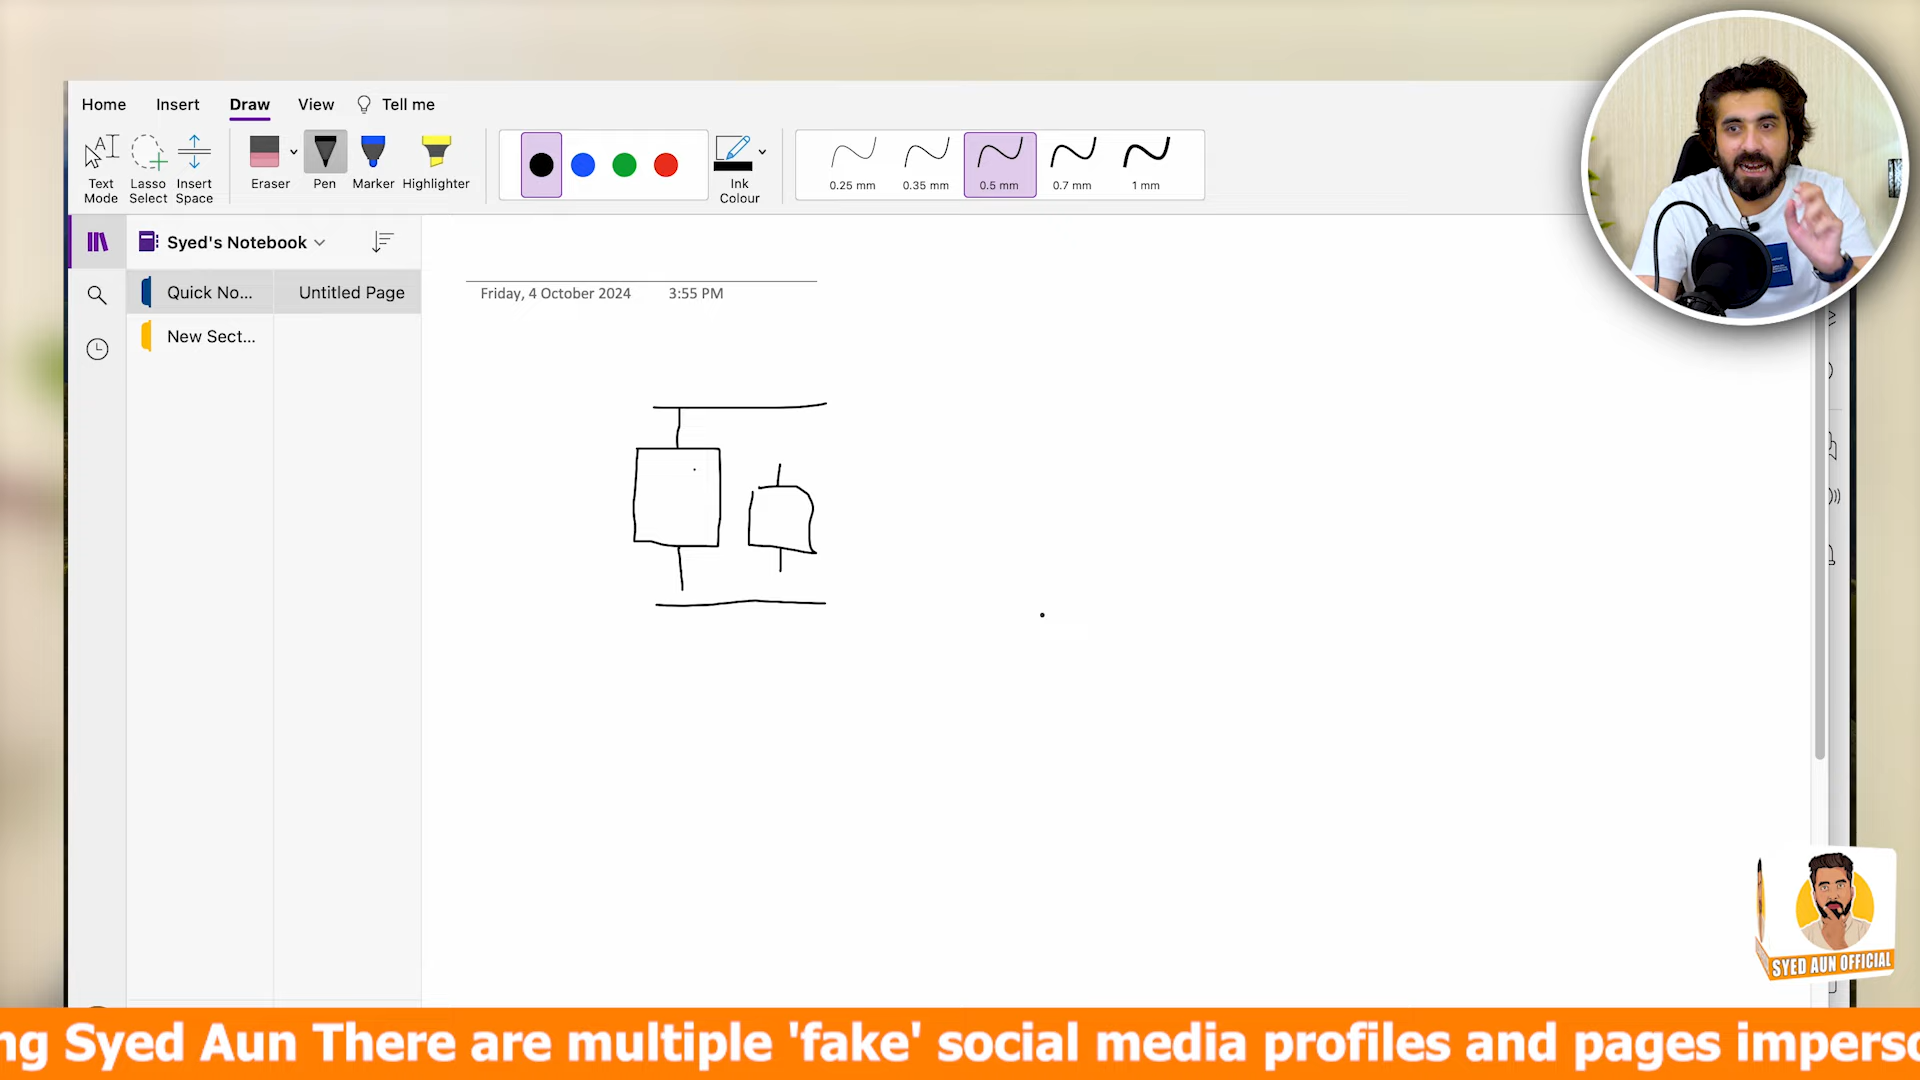 Home Insert Draw View Tell me
Text Mode
Lasso Select
Insert Space
Eraser
Pen
Marker
Highlighter
Ink Colour
0.25 mm
0.35 mm
0.5 mm
0.7 mm
1 mm
Syed's Notebook
Quick No...
Untitled Page
New Sect...
Friday, 4 October 2024 3:55 PM
SYED AUN OFFICIAL
ng Syed Aun There are multiple 'fake' social media profiles and pages imperso